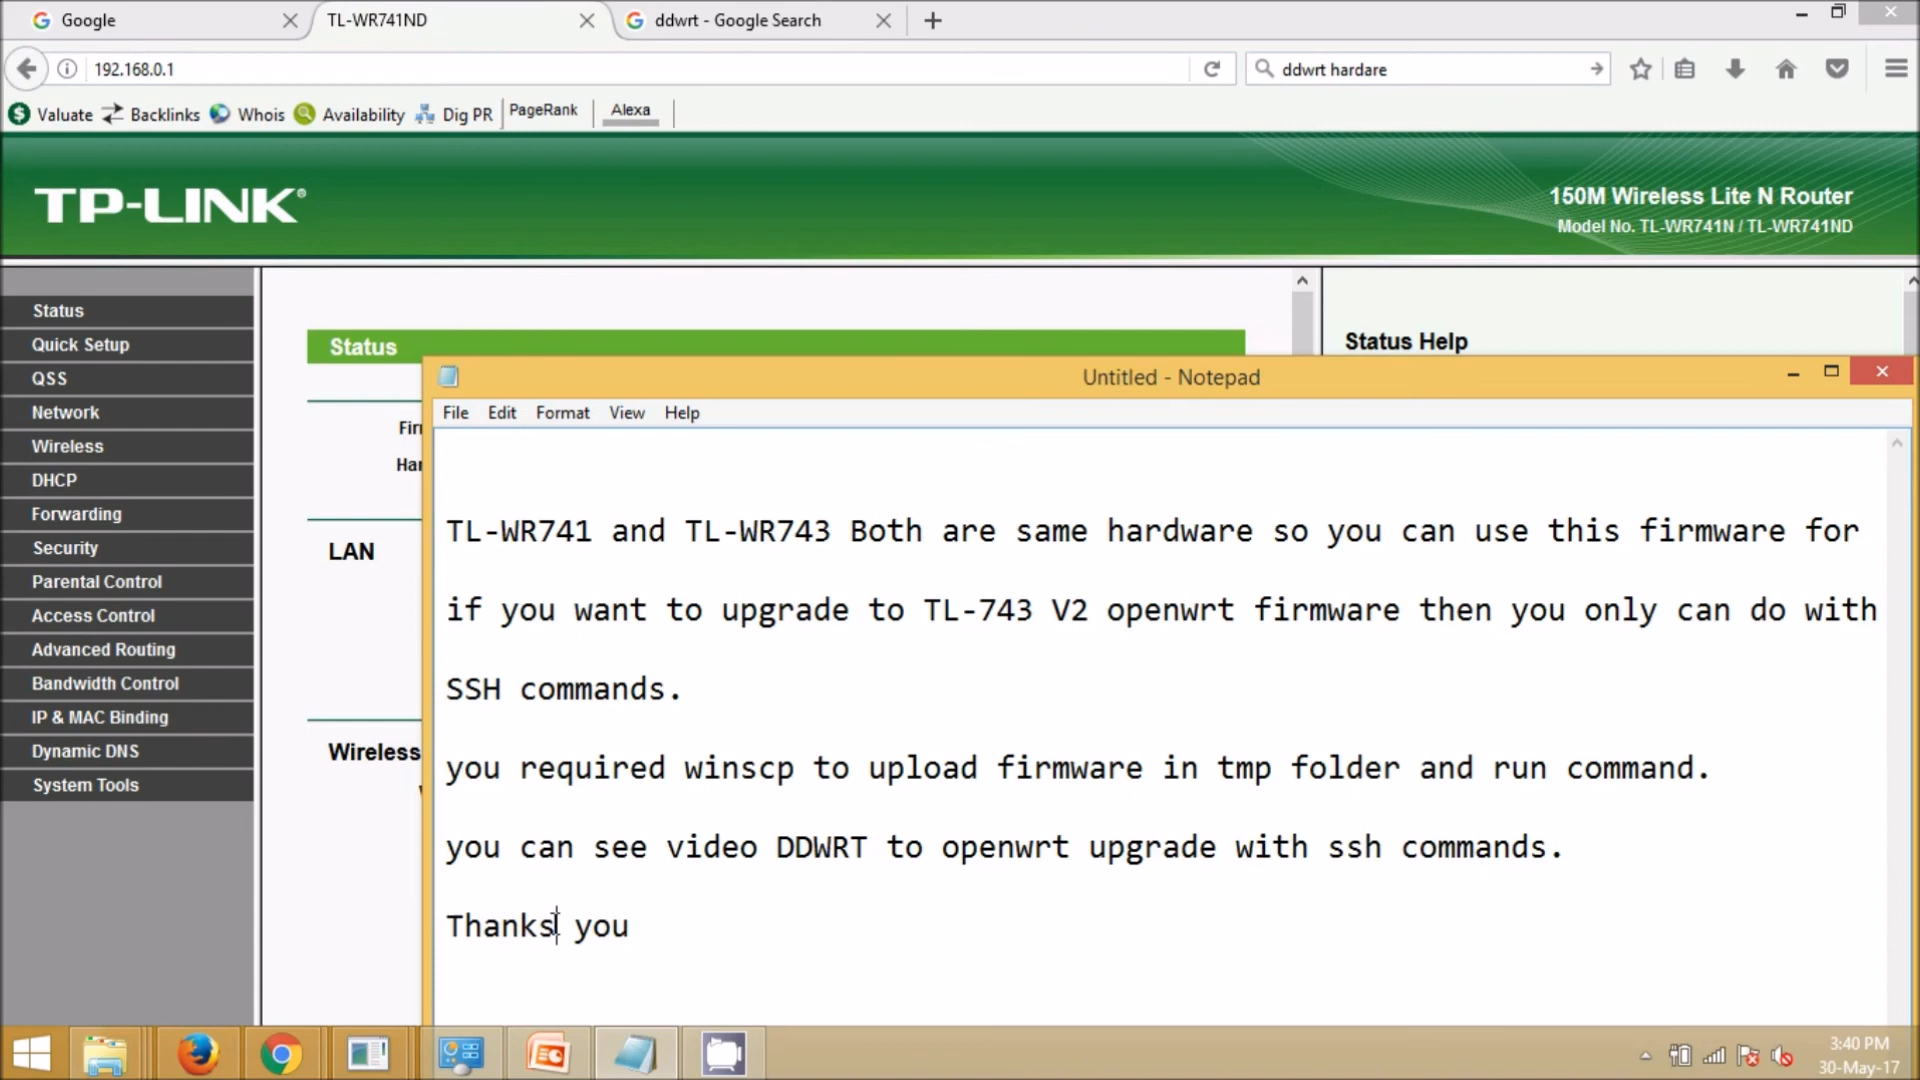 Google
TL-WR741ND
ddwrt - Google Search
192.168.0.1
ddwrt hardare
Valuate
Backlinks
Whois
Availability
Dig PR
PageRank
Alexa
TP-LINK®
150M Wireless Lite N Router
Model No. TL-WR741N / TL-WR741ND
Status
Quick Setup
QSS
Network
Wireless
DHCP
Forwarding
Security
Parental Control
Access Control
Advanced Routing
Bandwidth Control
IP & MAC Binding
Dynamic DNS
System Tools
Status
LAN
Wireless
Status Help
Untitled - Notepad
File Edit Format View Help
TL-WR741 and TL-WR743 Both are same hardware so you can use this firmware for
if you want to upgrade to TL-743 V2 openwrt firmware then you only can do with
SSH commands.
you required winscp to upload firmware in tmp folder and run command.
you can see video DDWRT to openwrt upgrade with ssh commands.
Thanks you
3:40 PM
30-May-17